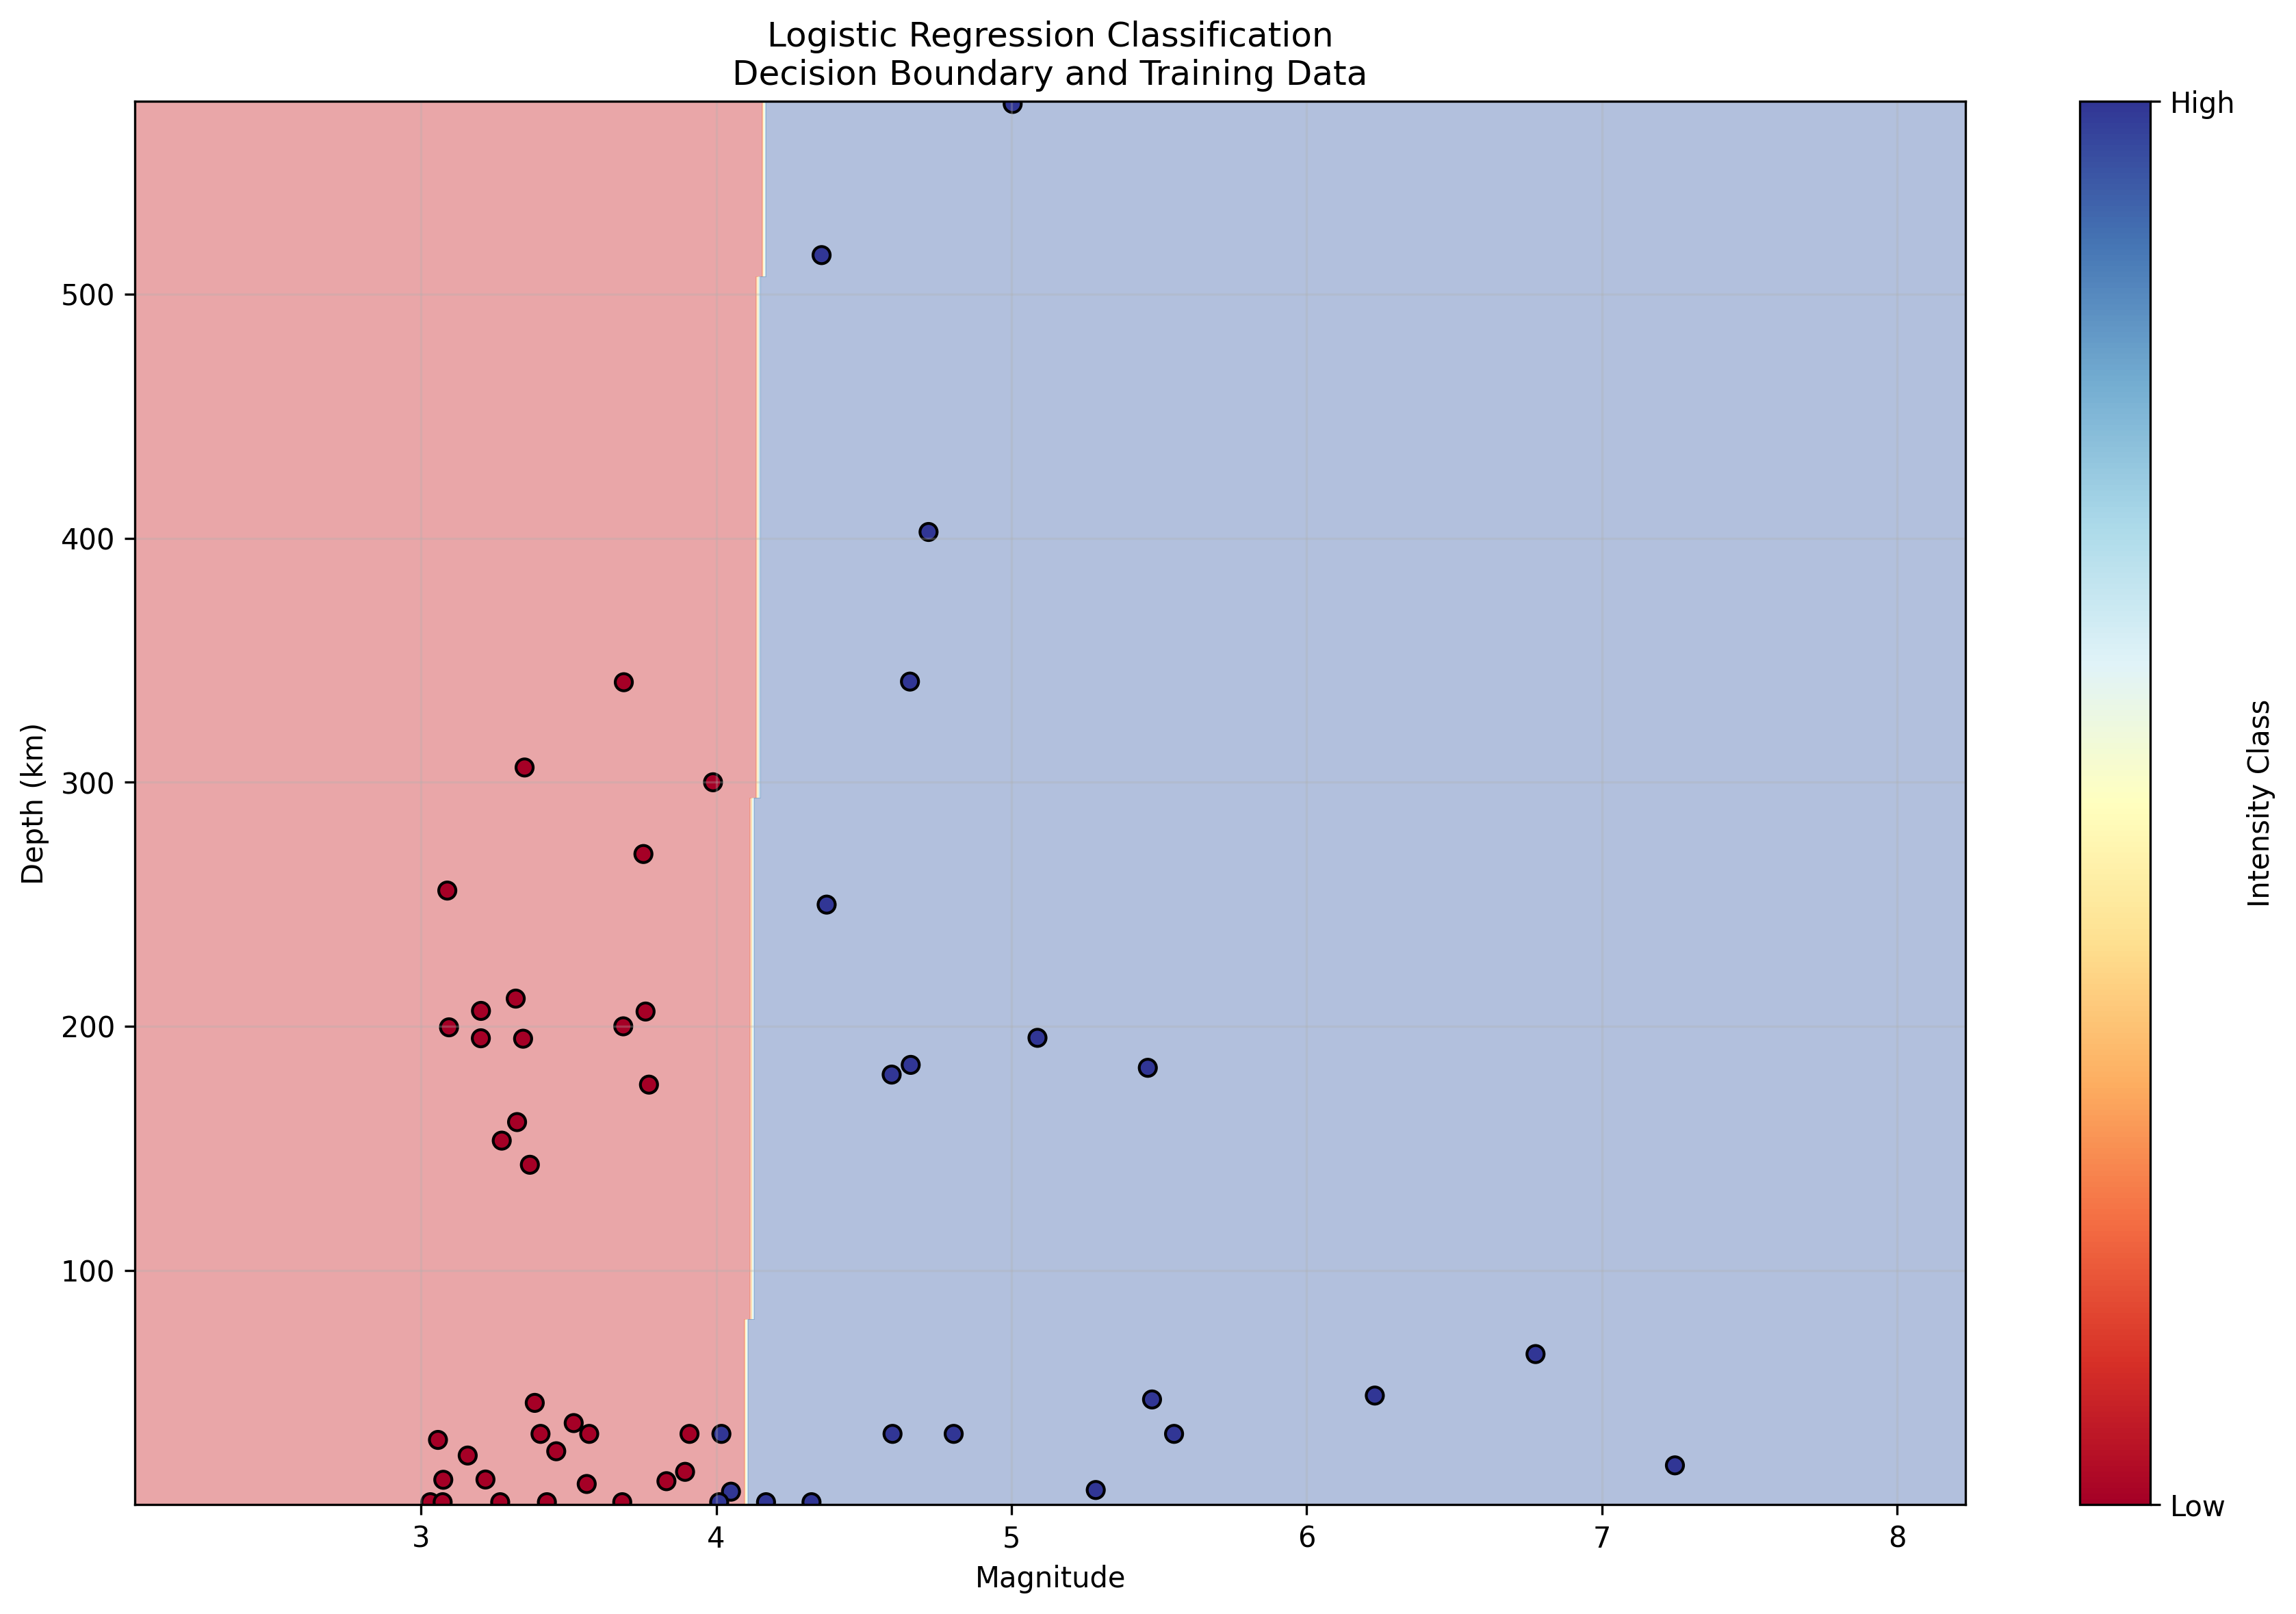 Logistic Regression Classification
Decision Boundary and Training Data
High
500
400
300
200
100
Depth (km)
Intensity Class
Low
3
4
5
6
7
8
Magnitude